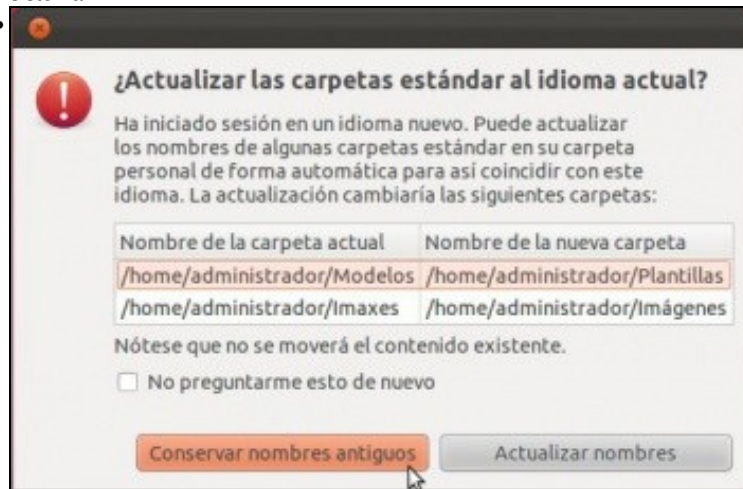 ¿Actualizar las carpetas estándar al idioma actual?
Ha iniciado sesión en un idioma nuevo. Puede actualizar
los nombres de algunas carpetas estándar en su carpeta
personal de forma automática para así coincidir con este
idioma. La actualización cambiaría las siguientes carpetas:
Nombre de la carpeta actual Nombre de la nueva carpeta
/home/administrador/Modelos /home/administrador/Plantillas
/home/administrador/Imaxes /home/administrador/Imágenes
Nótese que no se moverá el contenido existente.
No preguntarme esto de nuevo
Conservar nombres antiguos Actualizar nombres